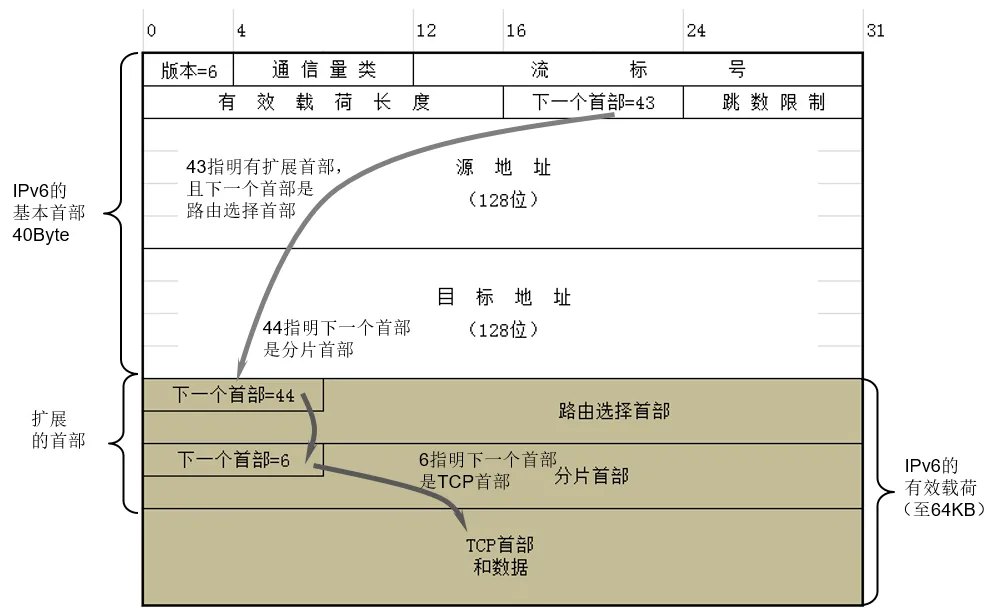 0 4 12 16 24 31
版本=6 通信量类 流标号
有效载荷长度 下一个首部=43 跳数限制
43指明有扩展首部，
且下一个首部是
路由选择首部
源地址
（128位）
IPv6的
基本首部
40Byte
目标地址
（128位）
44指明下一个首部
是分片首部
下一个首部=44
路由选择首部
扩展
的首部
下一个首部=6
6指明下一个首部
是TCP首部
分片首部
IPv6的
有效载荷
（至64KB）
TCP首部
和数据